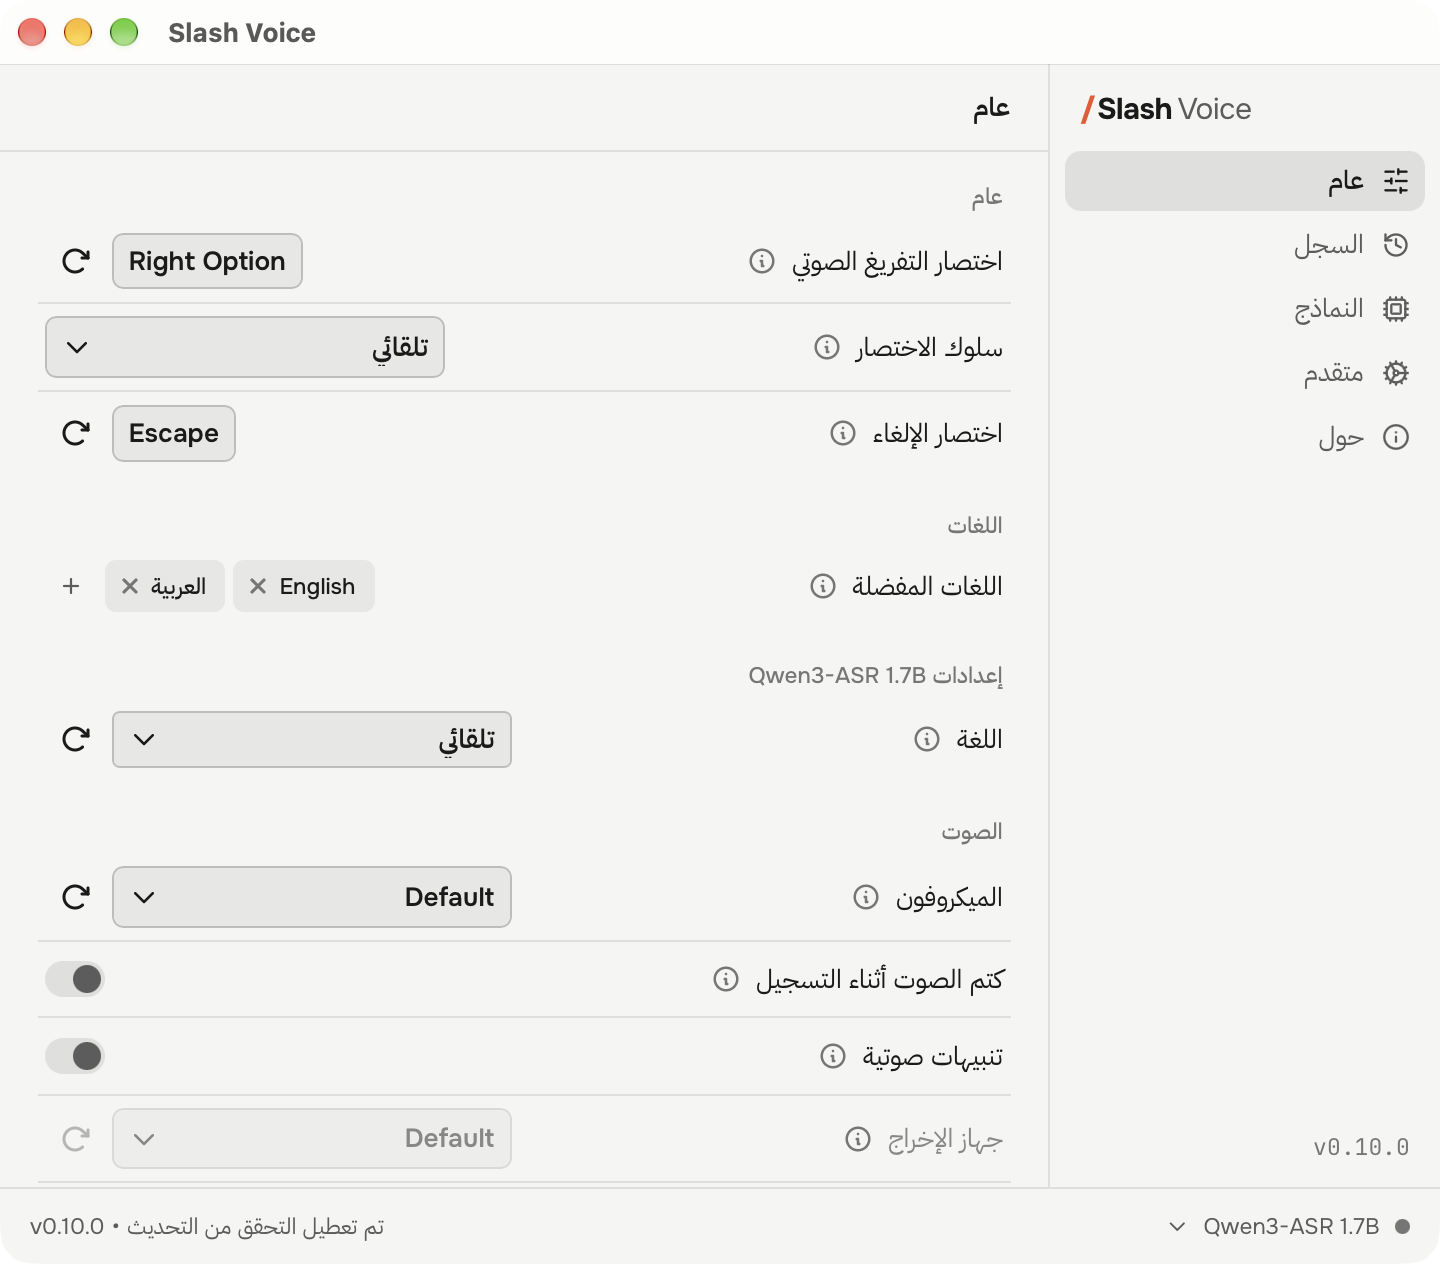 Slash Voice
/Slash Voice
عام
السجل
النماذج
متقدم
حول
v0.10.0
عام
عام
اختصار التفريغ الصوتي
Right Option
سلوك الاختصار
تلقائي
اختصار الإلغاء
Escape
اللغات
اللغات المفضلة
English
العربية
إعدادات Qwen3-ASR 1.7B
اللغة
تلقائي
الصوت
الميكروفون
Default
كتم الصوت أثناء التسجيل
تنبيهات صوتية
جهاز الإخراج
Default
Qwen3-ASR 1.7B
تم تعطيل التحقق من التحديث • v0.10.0